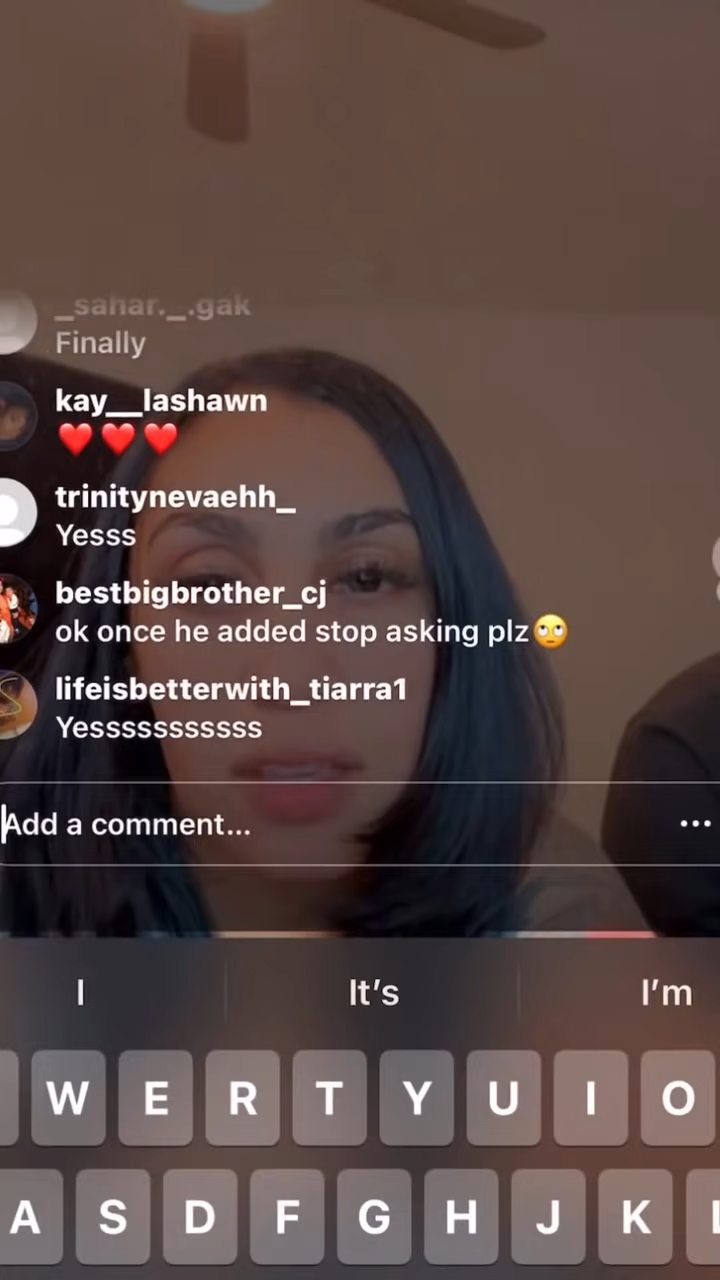 _sahar._.gak
Finally
kay__lashawn
❤️❤️❤️
trinitynevaehh_
Yesss
bestbigbrother_cj
ok once he added stop asking plz🙄
lifeisbetterwith_tiarra1
Yesssssssssss
Add a comment...
I It’s I’m
W E R T Y U I O
A S D F G H J K L